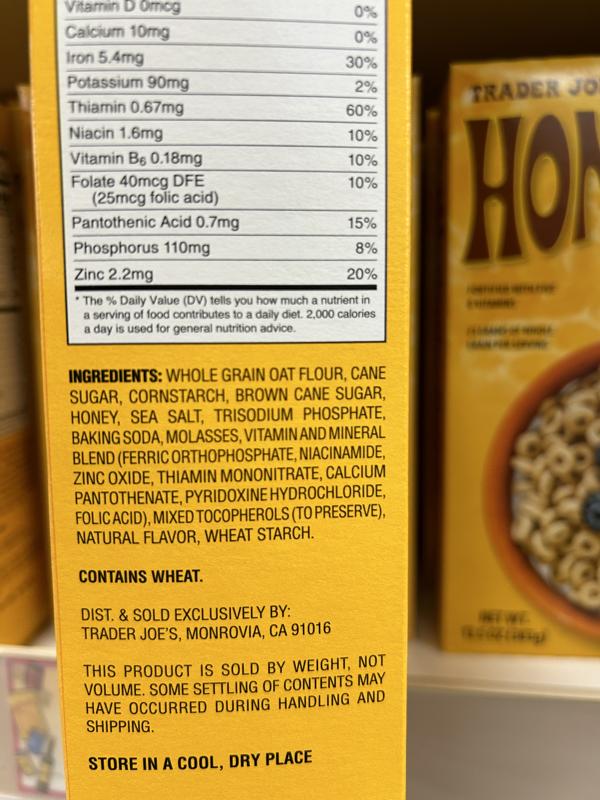 Vitamin D 0mcg 0%
Calcium 10mg 0%
Iron 5.4mg 30%
Potassium 90mg 2%
Thiamin 0.67mg 60%
Niacin 1.6mg 10%
Vitamin B₆ 0.18mg 10%
Folate 40mcg DFE 10%
(25mcg folic acid)
Pantothenic Acid 0.7mg 15%
Phosphorus 110mg 8%
Zinc 2.2mg 20%
* The % Daily Value (DV) tells you how much a nutrient in
a serving of food contributes to a daily diet. 2,000 calories
a day is used for general nutrition advice.
INGREDIENTS: WHOLE GRAIN OAT FLOUR, CANE
SUGAR, CORNSTARCH, BROWN CANE SUGAR,
HONEY, SEA SALT, TRISODIUM PHOSPHATE,
BAKING SODA, MOLASSES, VITAMIN AND MINERAL
BLEND (FERRIC ORTHOPHOSPHATE, NIACINAMIDE,
ZINC OXIDE, THIAMIN MONONITRATE, CALCIUM
PANTOTHENATE, PYRIDOXINE HYDROCHLORIDE,
FOLIC ACID), MIXED TOCOPHEROLS (TO PRESERVE),
NATURAL FLAVOR, WHEAT STARCH.
CONTAINS WHEAT.
DIST. & SOLD EXCLUSIVELY BY:
TRADER JOE'S, MONROVIA, CA 91016
THIS PRODUCT IS SOLD BY WEIGHT, NOT
VOLUME. SOME SETTLING OF CONTENTS MAY
HAVE OCCURRED DURING HANDLING AND
SHIPPING.
STORE IN A COOL, DRY PLACE
TRADER JO
HON
NET WT.